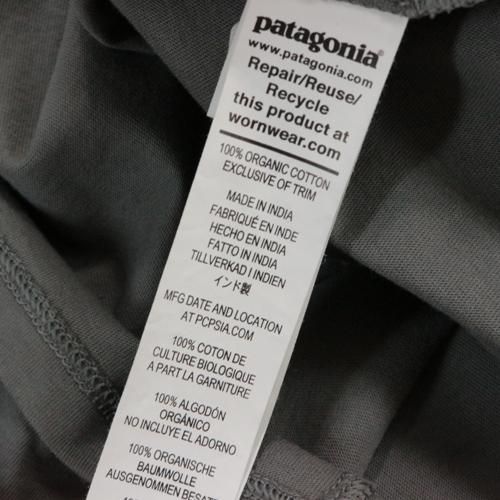 patagonia®
www.patagonia.com
Repair/Reuse/
Recycle
this product at
wornwear.com
100% ORGANIC COTTON
EXCLUSIVE OF TRIM
MADE IN INDIA
FABRIQUÉ EN INDE
HECHO EN INDIA
FATTO IN INDIA
TILLVERKAD I INDIEN
インド製
MFG DATE AND LOCATION
AT PCPSIA.COM
100% COTON DE
CULTURE BIOLOGIQUE
A PART LA GARNITURE
100% ALGODÓN
ORGÁNICO
NO INCLUYE EL ADORNO
100% ORGANISCHE
BAUMWOLLE
AUSGENOMMEN